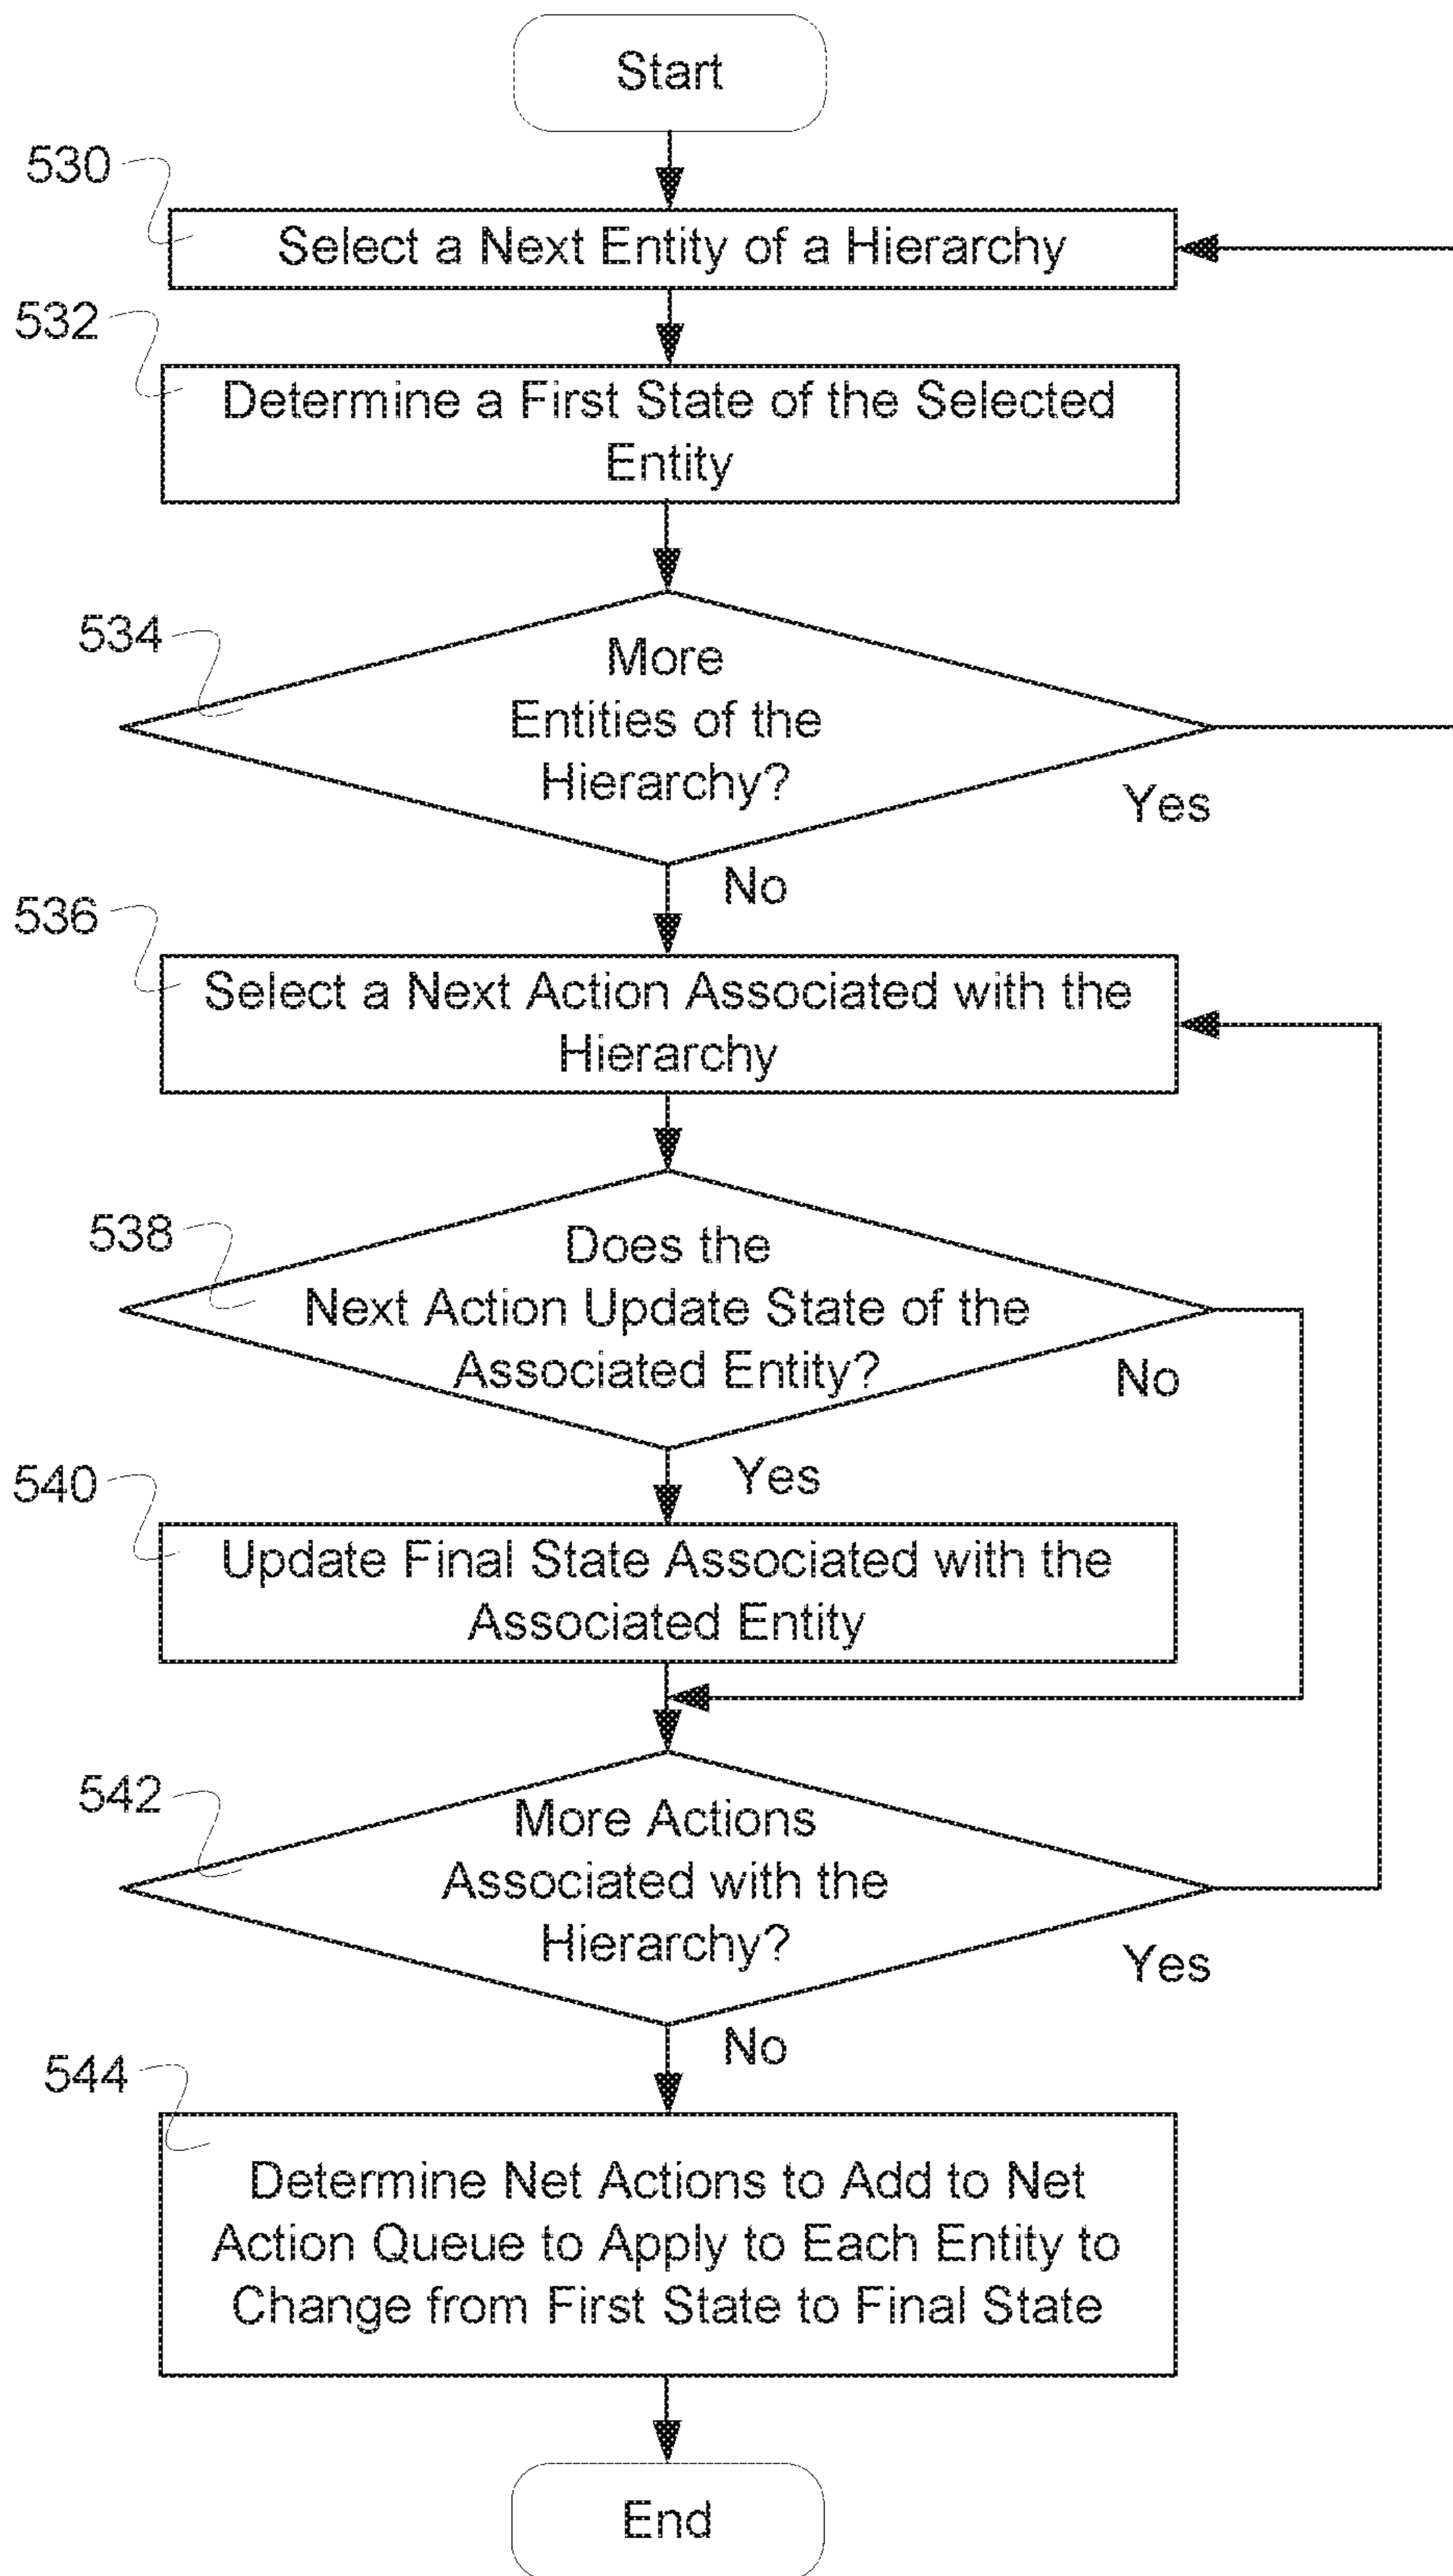 Start
530
Select a Next Entity of a Hierarchy
532
Determine a First State of the Selected
Entity
534
More
Entities of the
Hierarchy?
Yes
No
536
Select a Next Action Associated with the
Hierarchy
538
Does the
Next Action Update State of the
Associated Entity?
No
Yes
540
Update Final State Associated with the
Associated Entity
542
More Actions
Associated with the
Hierarchy?
Yes
No
544
Determine Net Actions to Add to Net
Action Queue to Apply to Each Entity to
Change from First State to Final State
End